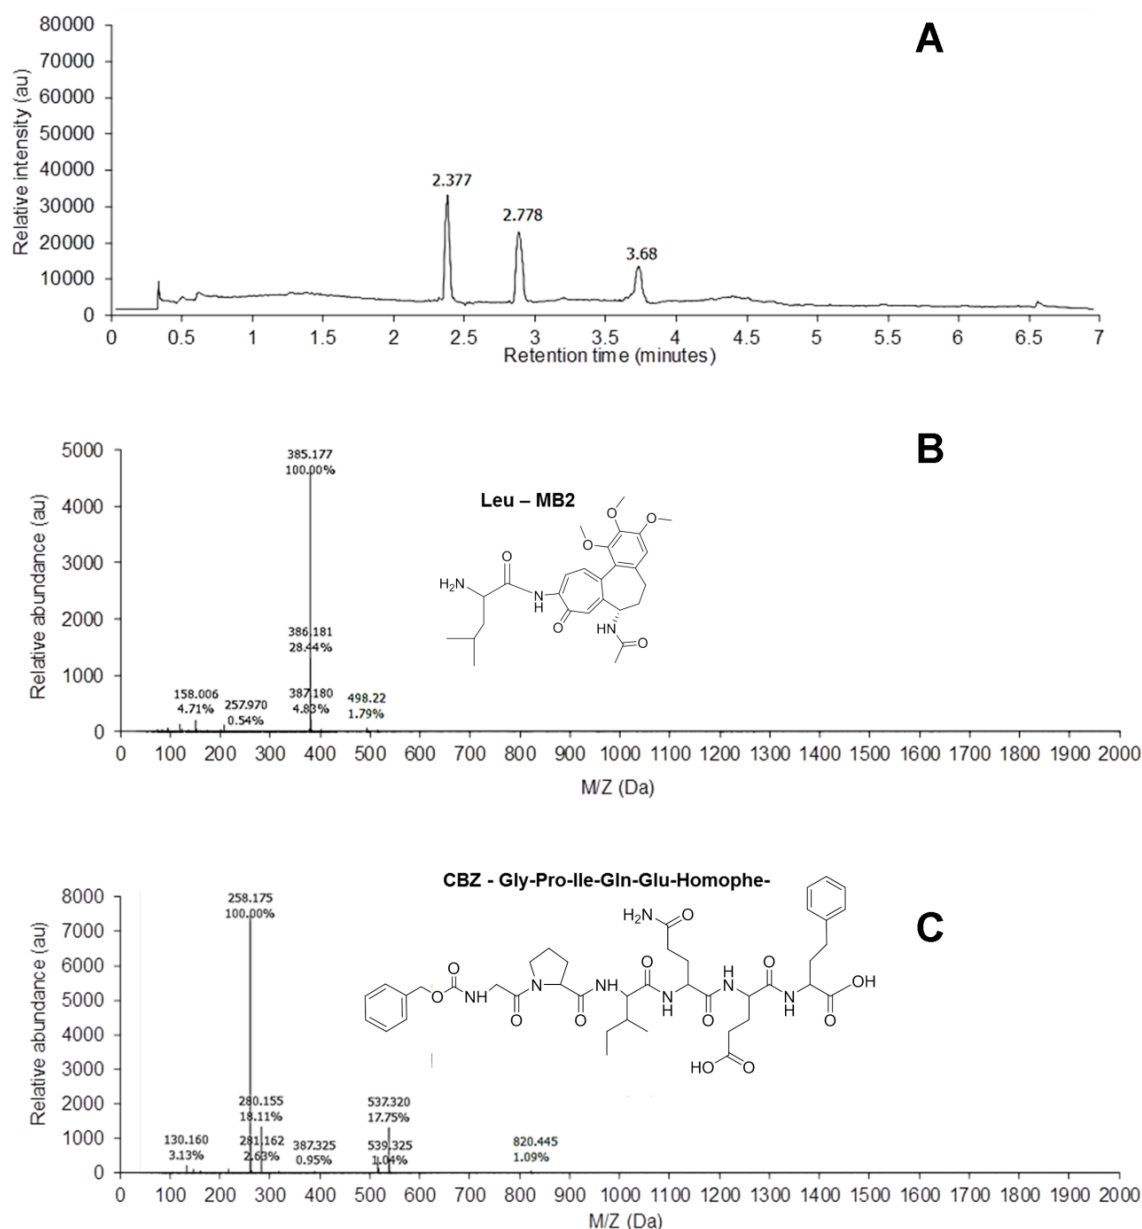 A
80000
70000
60000
50000
40000
30000
20000
10000
0
Relative intensity (au)
2.377
2.778
3.68
0 0.5 1 1.5 2 2.5 3 3.5 4 4.5 5 5.5 6 6.5 7
Retention time (minutes)
B
5000
4000
3000
2000
1000
0
Relative abundance (au)
385.177
100.00%
386.181
28.44%
387.180
4.83%
158.006
4.71%
257.970
0.54%
498.22
1.79%
Leu – MB2
H₂N
O
N
H
O
O
O
O
HN
O
0 100 200 300 400 500 600 700 800 900 1000 1100 1200 1300 1400 1500 1600 1700 1800 1900 2000
M/Z (Da)
CBZ - Gly-Pro-Ile-Gln-Glu-Homophe-
C
8000
7000
6000
5000
4000
3000
2000
1000
0
Relative abundance (au)
258.175
100.00%
280.155
18.11%
281.162
2.63%
130.160
3.13%
387.325
0.95%
537.320
17.75%
539.325
1.04%
820.445
1.09%
H₂N
O
O
O
NH
O
N
O
H
N
O
N
H
O
H
N
O
N
H
O
OH
HO
O
0 100 200 300 400 500 600 700 800 900 1000 1100 1200 1300 1400 1500 1600 1700 1800 1900 2000
M/Z (Da)